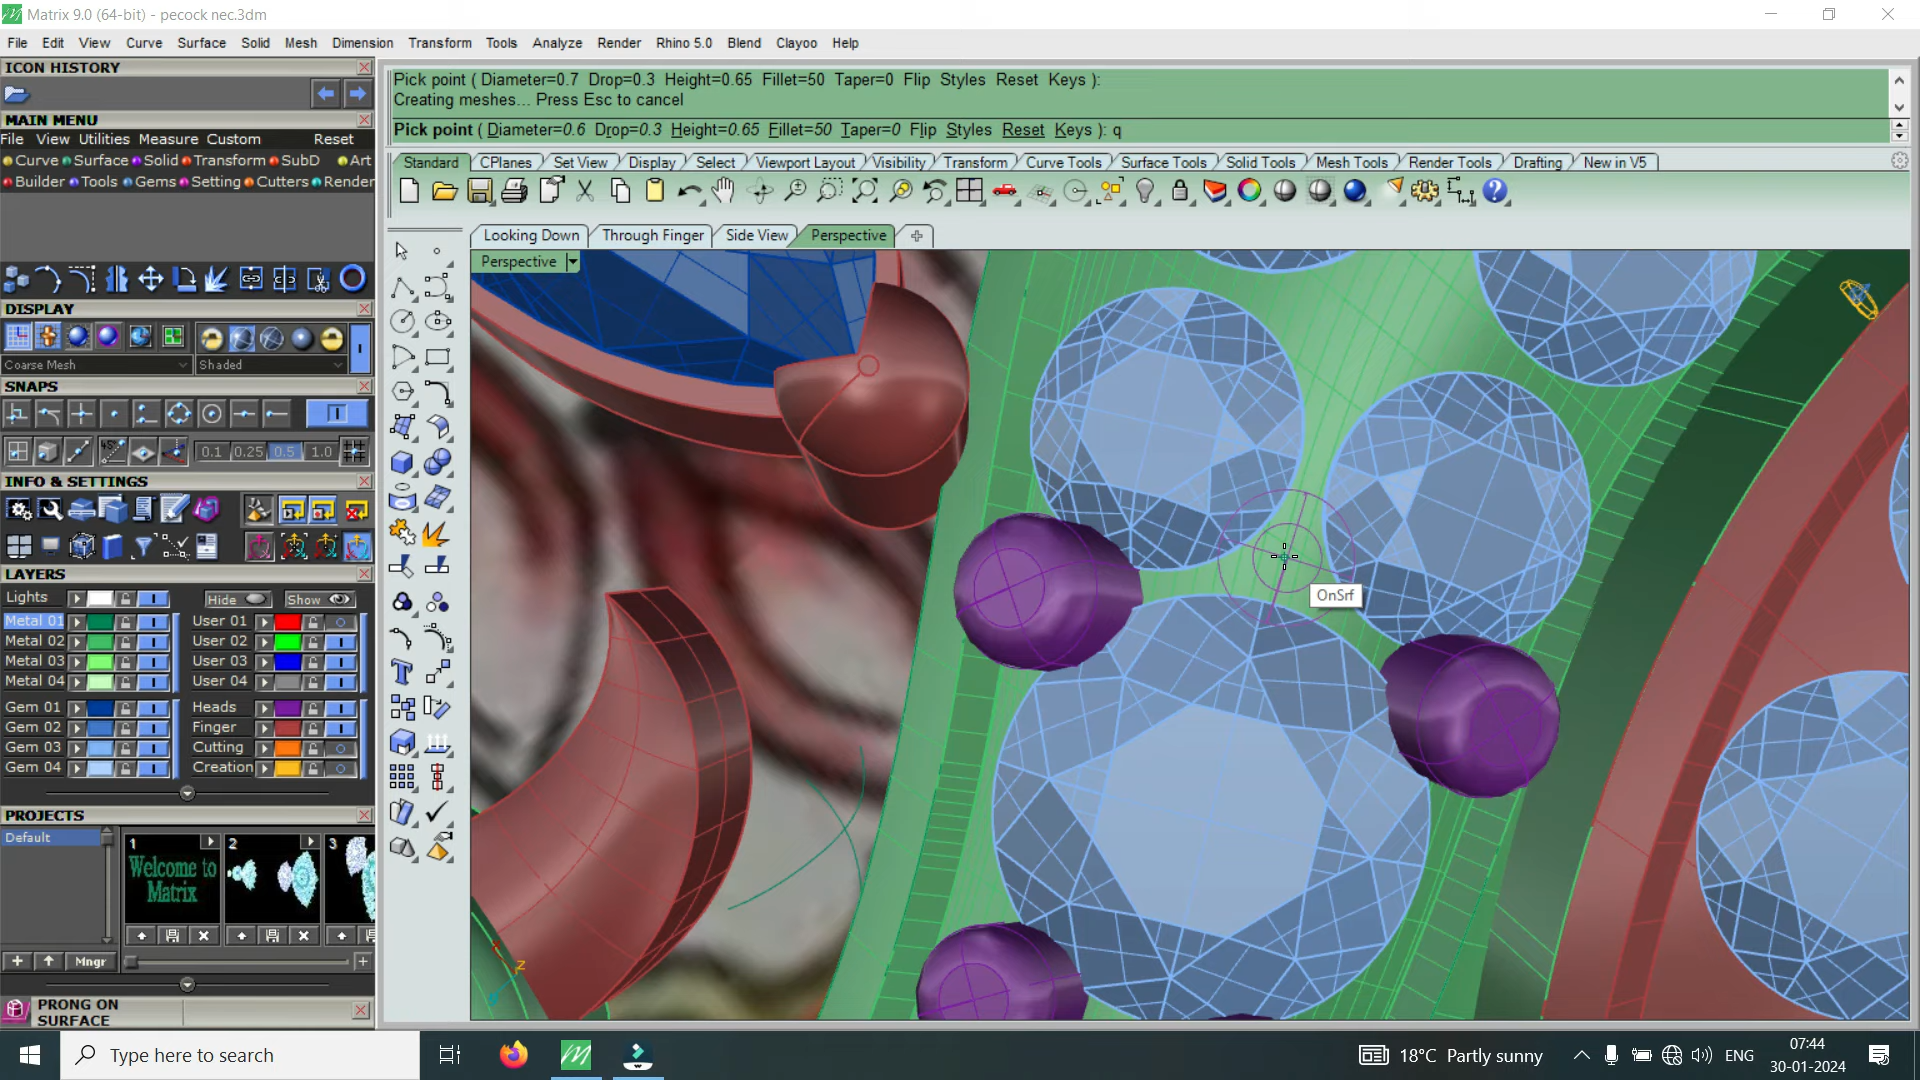 Matrix 9.0 (64-bit) - pecock nec.3dm
File Edit View Curve Surface Solid Mesh Dimension Transform Tools Analyze Render Rhino 5.0 Blend Clayoo Help
ICON HISTORY
MAIN MENU
File View Utilities Measure Custom Reset
Curve Surface Solid Transform SubD Art
Builder Tools Gems Setting Cutters Render
Pick point ( Diameter=0.7 Drop=0.3 Height=0.65 Fillet=50 Taper=0 Flip Styles Reset Keys ):
Creating meshes... Press Esc to cancel
Pick point ( Diameter=0.6 Drop=0.3 Height=0.65 Fillet=50 Taper=0 Flip Styles Reset Keys ): q
Standard CPlanes Set View Display Select Viewport Layout Visibility Transform Curve Tools Surface Tools Solid Tools Mesh Tools Render Tools Drafting New in V5
Looking Down Through Finger Side View Perspective
Perspective
DISPLAY
Coarse Mesh Shaded
SNAPS
0.1 0.25 0.5 1.0
INFO & SETTINGS
LAYERS
Lights Hide Show
Metal 01 User 01
Metal 02 User 02
Metal 03 User 03
Metal 04 User 04
Gem 01 Heads
Gem 02 Finger
Gem 03 Cutting
Gem 04 Creation
PROJECTS
Default
1 2 3
Welcome to
Matrix
Mngr
PRONG ON
SURFACE
OnSrf
z
Type here to search
18°C Partly sunny
ENG
07:44
30-01-2024